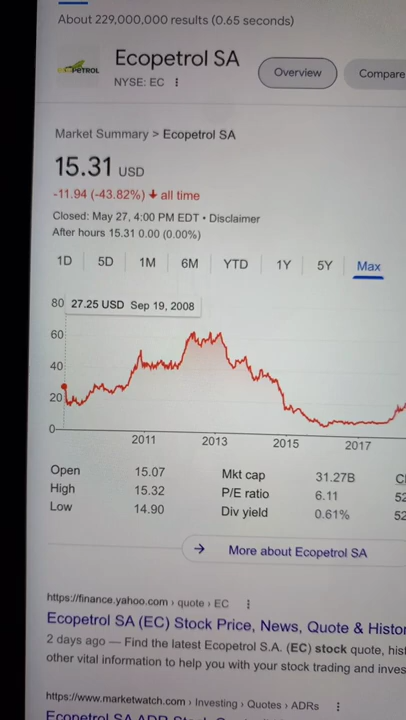 About 229,000,000 results (0.65 seconds)
ECOPETROL
Ecopetrol SA
NYSE: EC
Overview
Compare
Market Summary > Ecopetrol SA
15.31 USD
-11.94 (-43.82%) ↓ all time
Closed: May 27, 4:00 PM EDT • Disclaimer
After hours 15.31 0.00 (0.00%)
1D 5D 1M 6M YTD 1Y 5Y Max
80 27.25 USD Sep 19, 2008
60
40
20
0
2011 2013 2015 2017
Open 15.07 Mkt cap 31.27B
High 15.32 P/E ratio 6.11 52
Low 14.90 Div yield 0.61% 52
→ More about Ecopetrol SA
https://finance.yahoo.com › quote › EC
Ecopetrol SA (EC) Stock Price, News, Quote & Histor
2 days ago — Find the latest Ecopetrol S.A. (EC) stock quote, hist
other vital information to help you with your stock trading and inves
https://www.marketwatch.com › Investing › Quotes › ADRs
Ecopetrol SA ADR Stock